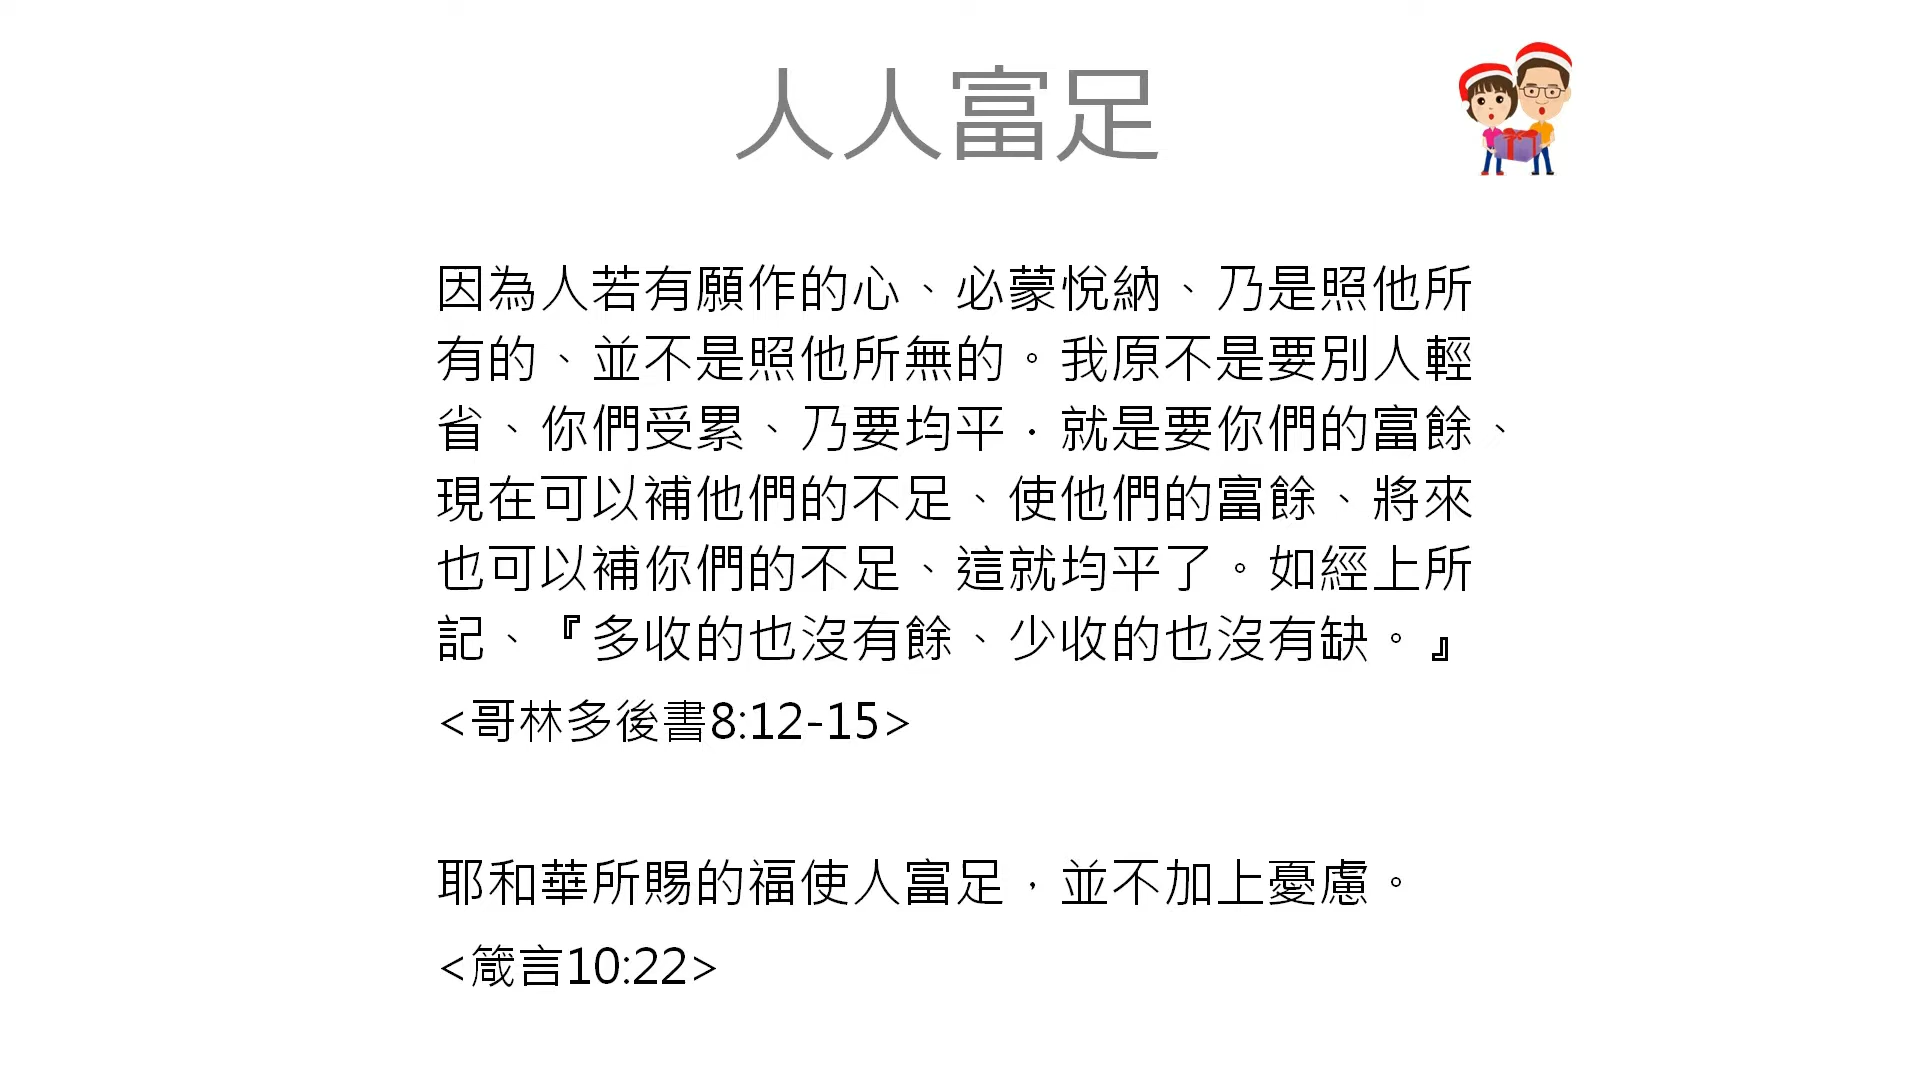 人人富足
因為人若有願作的心、必蒙悅納、乃是照他所
有的、並不是照他所無的。我原不是要別人輕
省、你們受累、乃要均平．就是要你們的富餘、
現在可以補他們的不足、使他們的富餘、將來
也可以補你們的不足、這就均平了。如經上所
記、『多收的也沒有餘、少收的也沒有缺。』
<哥林多後書8:12-15>
耶和華所賜的福使人富足，並不加上憂慮。
<箴言10:22>